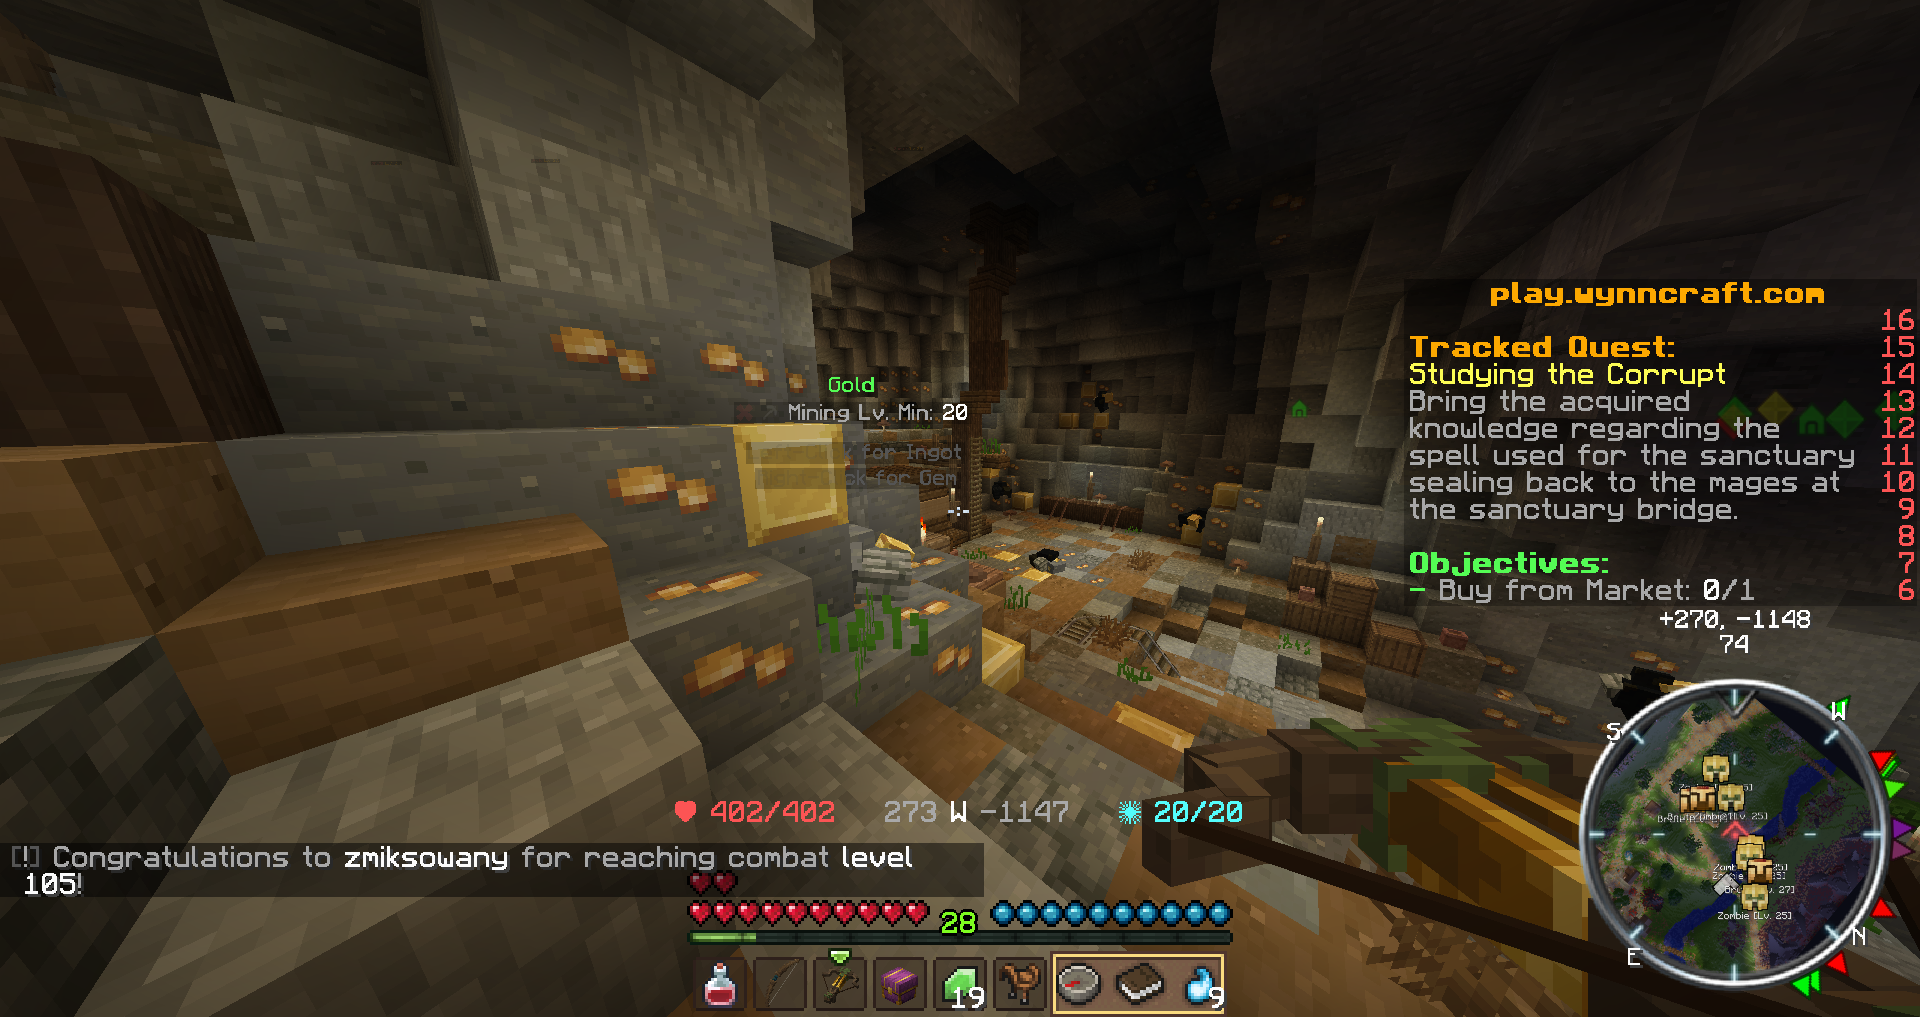 Gold
Mining Lv. Min: 20
for Ingot
for Gem
play.wynncraft.com
16
Tracked Quest: 15
Studying the Corrupt 14
Bring the acquired 13
knowledge regarding the 12
spell used for the sanctuary 11
sealing back to the mages at 10
the sanctuary bridge. 9
8
Objectives: 7
- Buy from Market: 0/1 6
+270, -1148
74
S
W
Zombie [Lv. 25]
N
E
402/402 273 W -1147 20/20
[!] Congratulations to zmiksowany for reaching combat level
105!
28
19
9